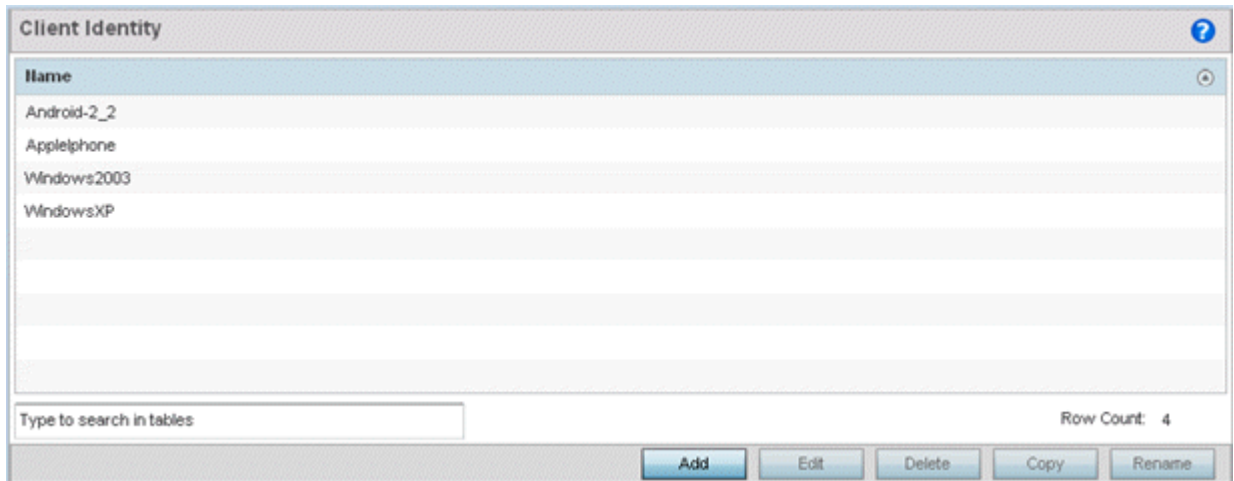 Client Identity
?
Name
Android-2_2
AppleIphone
Windows2003
WindowsXP
Type to search in tables
Row Count: 4
Add Edit Delete Copy Rename